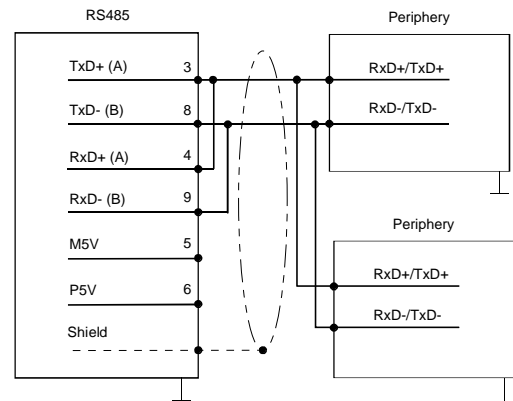 RS485
TxD+ (A) 3
TxD- (B) 8
RxD+ (A) 4
RxD- (B) 9
M5V 5
P5V 6
Shield
Periphery
RxD+/TxD+
RxD-/TxD-
Periphery
RxD+/TxD+
RxD-/TxD-